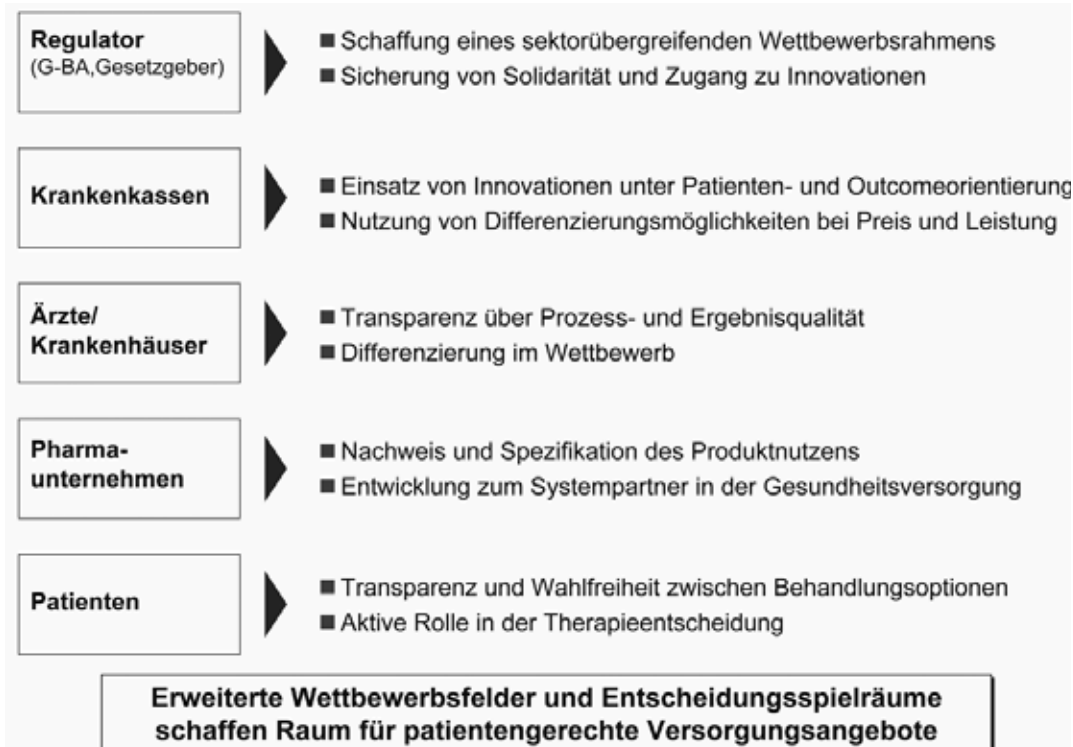 Regulator
(G-BA,Gesetzgeber)
■ Schaffung eines sektorübergreifenden Wettbewerbsrahmens
■ Sicherung von Solidarität und Zugang zu Innovationen
Krankenkassen
■ Einsatz von Innovationen unter Patienten- und Outcomeorientierung
■ Nutzung von Differenzierungsmöglichkeiten bei Preis und Leistung
Ärzte/
Krankenhäuser
■ Transparenz über Prozess- und Ergebnisqualität
■ Differenzierung im Wettbewerb
Pharma-
unternehmen
■ Nachweis und Spezifikation des Produktnutzens
■ Entwicklung zum Systempartner in der Gesundheitsversorgung
Patienten
■ Transparenz und Wahlfreiheit zwischen Behandlungsoptionen
■ Aktive Rolle in der Therapieentscheidung
Erweiterte Wettbewerbsfelder und Entscheidungsspielräume
schaffen Raum für patientengerechte Versorgungsangebote